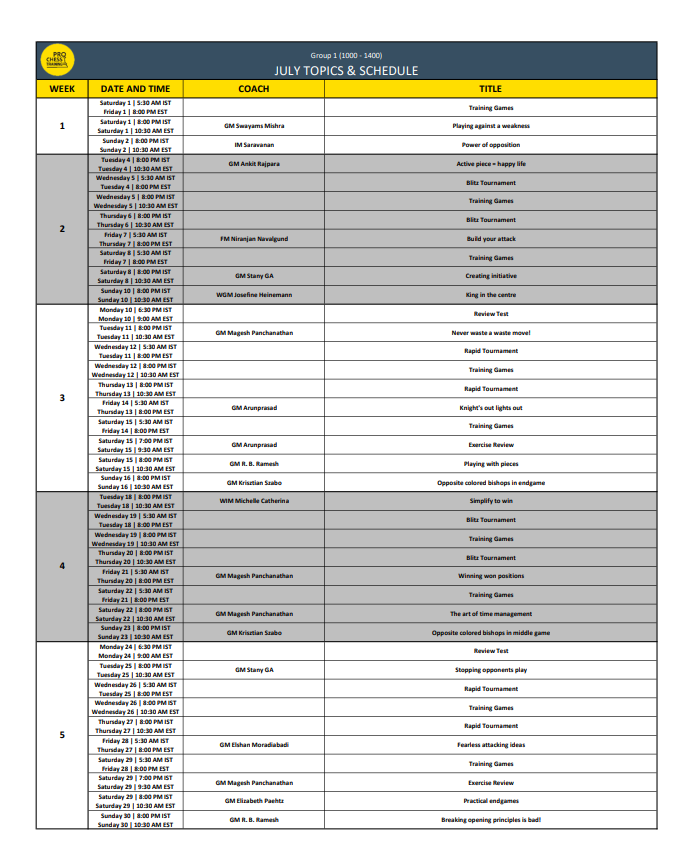 PRO
CHESS
TRAINING
Group 1 (1000 - 1400)
JULY TOPICS & SCHEDULE
WEEK DATE AND TIME COACH TITLE
1
Saturday 1 | 5:30 AM IST
Friday 1 | 8:00 PM EST
Training Games
Saturday 1 | 8:00 PM IST
Saturday 1 | 10:30 AM EST
GM Swayams Mishra
Playing against a weakness
Sunday 2 | 8:00 PM IST
Sunday 2 | 10:30 AM EST
IM Saravanan
Power of opposition
2
Tuesday 4 | 8:00 PM IST
Tuesday 4 | 10:30 AM EST
GM Ankit Rajpara
Active piece = happy life
Wednesday 5 | 5:30 AM IST
Tuesday 4 | 8:00 PM EST
Blitz Tournament
Wednesday 5 | 8:00 PM IST
Wednesday 5 | 10:30 AM EST
Training Games
Thursday 6 | 8:00 PM IST
Thursday 6 | 10:30 AM EST
Blitz Tournament
Friday 7 | 5:30 AM IST
Thursday 7 | 8:00 PM EST
FM Niranjan Navalgund
Build your attack
Saturday 8 | 5:30 AM IST
Friday 7 | 8:00 PM EST
Training Games
Saturday 8 | 8:00 PM IST
Saturday 8 | 10:30 AM EST
GM Stany GA
Creating initiative
Sunday 10 | 8:00 PM IST
Sunday 10 | 10:30 AM EST
WGM Josefine Heinemann
King in the centre
3
Monday 10 | 6:30 PM IST
Monday 10 | 9:00 AM EST
Review Test
Tuesday 11 | 8:00 PM IST
Tuesday 11 | 10:30 AM EST
GM Magesh Panchanathan
Never waste a waste move!
Wednesday 12 | 5:30 AM IST
Tuesday 11 | 8:00 PM EST
Rapid Tournament
Wednesday 12 | 8:00 PM IST
Wednesday 12 | 10:30 AM EST
Training Games
Thursday 13 | 8:00 PM IST
Thursday 13 | 10:30 AM EST
Rapid Tournament
Friday 14 | 5:30 AM IST
Thursday 13 | 8:00 PM EST
GM Arunprasad
Knight's out lights out
Saturday 15 | 5:30 AM IST
Friday 14 | 8:00 PM EST
Training Games
Saturday 15 | 7:00 PM IST
Saturday 15 | 9:30 AM EST
GM Arunprasad
Exercise Review
Saturday 15 | 8:00 PM IST
Saturday 15 | 10:30 AM EST
GM R. B. Ramesh
Playing with pieces
Sunday 16 | 8:00 PM IST
Sunday 16 | 10:30 AM EST
GM Krisztian Szabo
Opposite colored bishops in endgame
4
Tuesday 18 | 8:00 PM IST
Tuesday 18 | 10:30 AM EST
WIM Michelle Catherina
Simplify to win
Wednesday 19 | 5:30 AM IST
Tuesday 18 | 8:00 PM EST
Blitz Tournament
Wednesday 19 | 8:00 PM IST
Wednesday 19 | 10:30 AM EST
Training Games
Thursday 20 | 8:00 PM IST
Thursday 20 | 10:30 AM EST
Blitz Tournament
Friday 21 | 5:30 AM IST
Thursday 20 | 8:00 PM EST
GM Magesh Panchanathan
Winning won positions
Saturday 22 | 5:30 AM IST
Friday 21 | 8:00 PM EST
Training Games
Saturday 22 | 8:00 PM IST
Saturday 22 | 10:30 AM EST
GM Magesh Panchanathan
The art of time management
Sunday 23 | 8:00 PM IST
Sunday 23 | 10:30 AM EST
GM Krisztian Szabo
Opposite colored bishops in middle game
5
Monday 24 | 6:30 PM IST
Monday 24 | 9:00 AM EST
Review Test
Tuesday 25 | 8:00 PM IST
Tuesday 25 | 10:30 AM EST
GM Stany GA
Stopping opponents play
Wednesday 26 | 5:30 AM IST
Tuesday 25 | 8:00 PM EST
Rapid Tournament
Wednesday 26 | 8:00 PM IST
Wednesday 26 | 10:30 AM EST
Training Games
Thursday 27 | 8:00 PM IST
Thursday 27 | 10:30 AM EST
Rapid Tournament
Friday 28 | 5:30 AM IST
Thursday 27 | 8:00 PM EST
GM Elshan Moradiabadi
Fearless attacking ideas
Saturday 29 | 5:30 AM IST
Friday 28 | 8:00 PM EST
Training Games
Saturday 29 | 7:00 PM IST
Saturday 29 | 9:30 AM EST
GM Magesh Panchanathan
Exercise Review
Saturday 29 | 8:00 PM IST
Saturday 29 | 10:30 AM EST
GM Elizabeth Paehtz
Practical endgames
Sunday 30 | 8:00 PM IST
Sunday 30 | 10:30 AM EST
GM R. B. Ramesh
Breaking opening principles is bad!